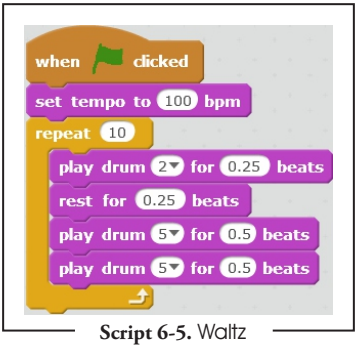 when clicked
set tempo to 100 bpm
repeat 10
play drum 2 for 0.25 beats
rest for 0.25 beats
play drum 5 for 0.5 beats
play drum 5 for 0.5 beats
Script 6-5. Waltz